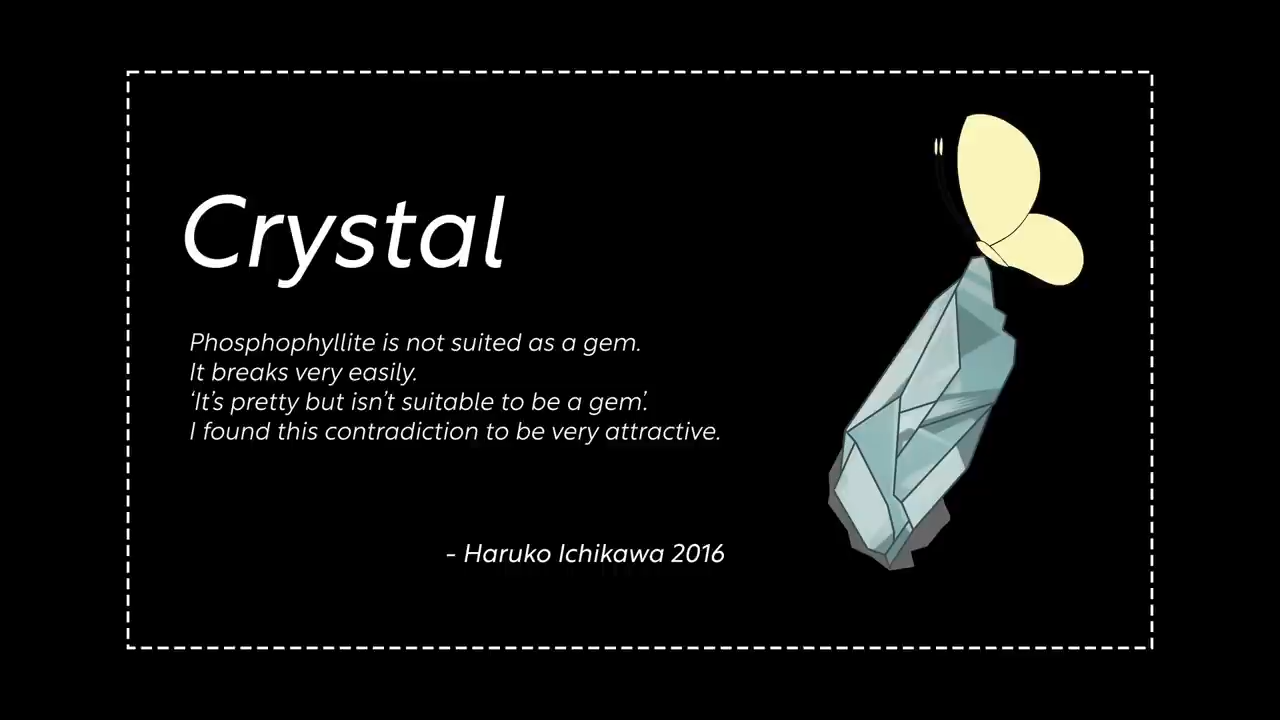 Crystal
Phosphophyllite is not suited as a gem.
It breaks very easily.
‘It’s pretty but isn’t suitable to be a gem’.
I found this contradiction to be very attractive.
- Haruko Ichikawa 2016